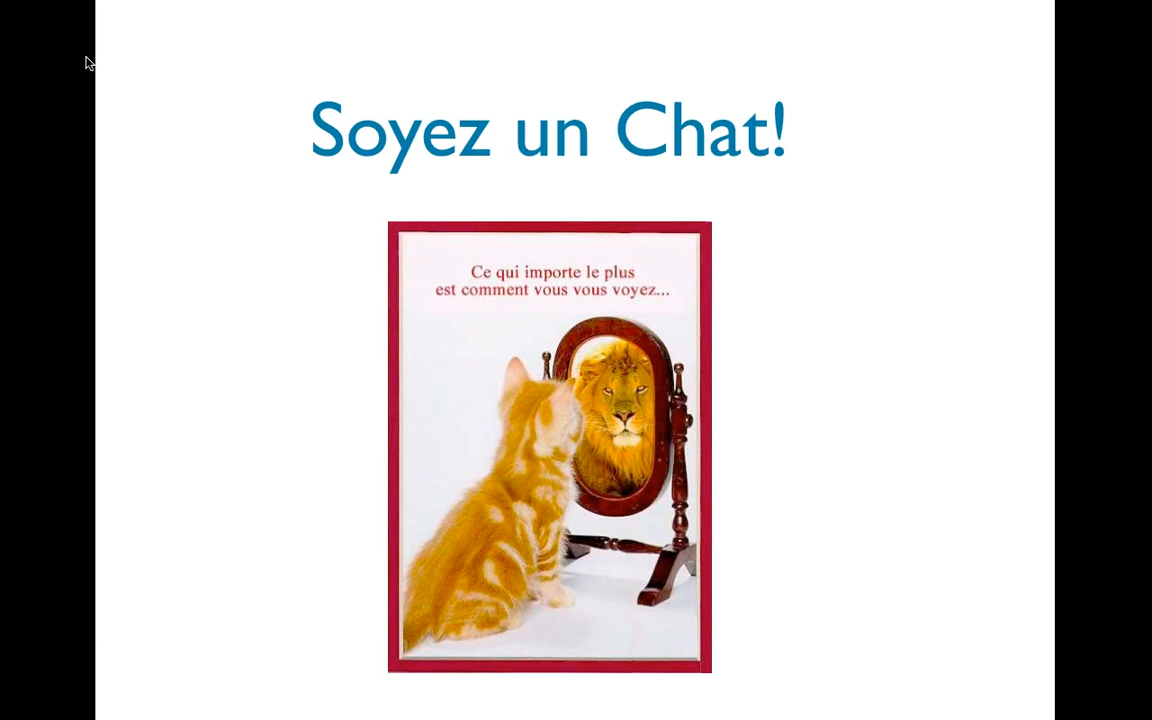 Soyez un Chat!
Ce qui importe le plus
est comment vous vous voyez...